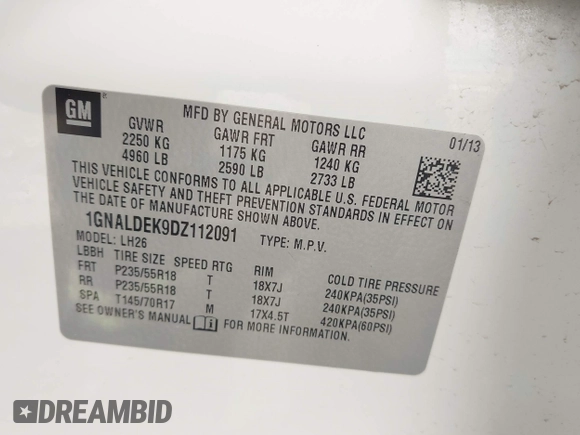 GM
MFD BY GENERAL MOTORS LLC
01/13
GVWR GAWR FRT GAWR RR
2250 KG 1175 KG 1240 KG
4960 LB 2590 LB 2733 LB
THIS VEHICLE CONFORMS TO ALL APPLICABLE U.S. FEDERAL MOTOR
VEHICLE SAFETY AND THEFT PREVENTION STANDARDS IN EFFECT ON
THE DATE OF MANUFACTURE SHOWN ABOVE.
1GNALDEK9DZ112091 TYPE: M.P.V.
MODEL: LH26
LBBH TIRE SIZE SPEED RTG RIM COLD TIRE PRESSURE
FRT P235/55R18 T 18X7J 240KPA(35PSI)
RR P235/55R18 T 18X7J 240KPA(35PSI)
SPA T145/70R17 M 17X4.5T 420KPA(60PSI)
SEE OWNER'S MANUAL FOR MORE INFORMATION.
DREAMBID